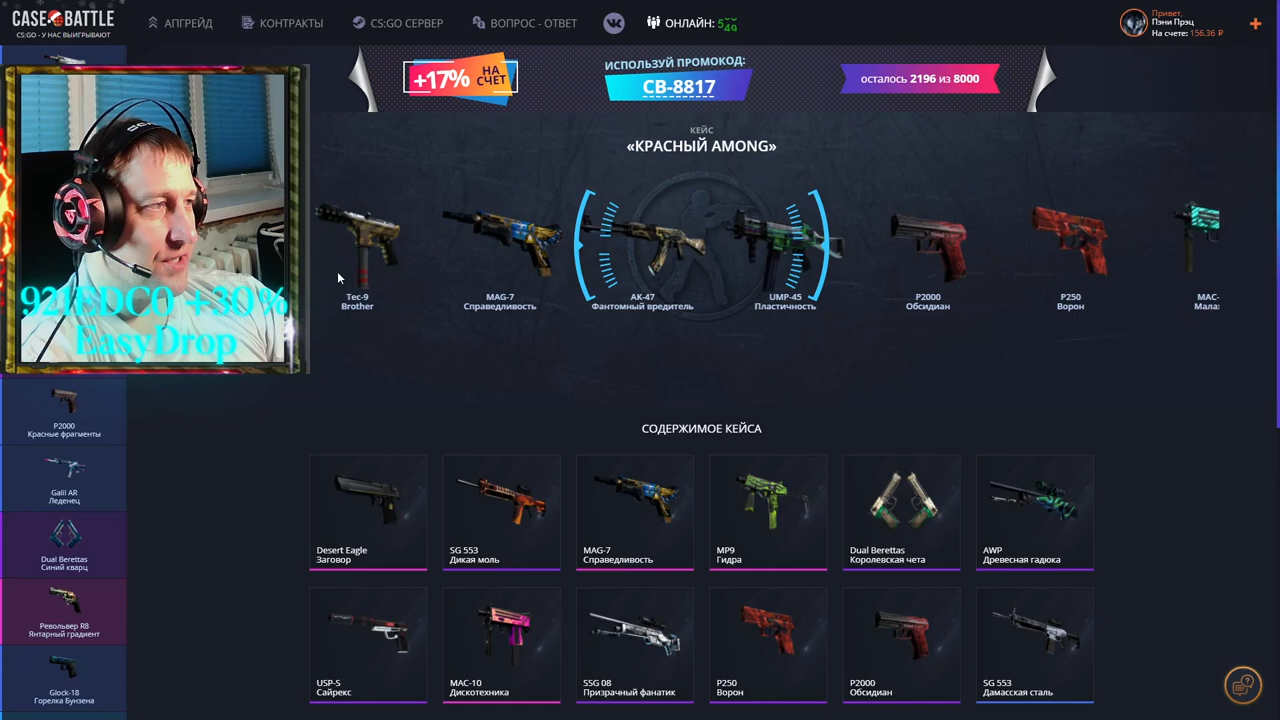 CASE BATTLE
CS:GO - У НАС ВЫИГРЫВАЮТ
АПГРЕЙД
КОНТРАКТЫ
CS:GO СЕРВЕР
ВОПРОС - ОТВЕТ
ОНЛАЙН:
Привет,
Пэни Прэц
На счете: 156.36 ₽
+17% НА СЧЕТ
ИСПОЛЬЗУЙ ПРОМОКОД:
CB-8817
осталось 2196 из 8000
КЕЙС
«КРАСНЫЙ AMONG»
Tec-9
Brother
MAG-7
Справедливость
AK-47
Фантомный вредитель
UMP-45
Пластичность
P2000
Обсидиан
P250
Ворон
MAC-
Мала
921EDC0 +30%
EasyDrop
P2000
Красные фрагменты
Galil AR
Леденец
Dual Berettas
Синий кварц
Револьвер R8
Янтарный градиент
Glock-18
Горелка Бунзена
СОДЕРЖИМОЕ КЕЙСА
Desert Eagle
Заговор
SG 553
Дикая моль
MAG-7
Справедливость
MP9
Гидра
Dual Berettas
Королевская чета
AWP
Древесная гадюка
USP-S
Сайрекс
MAC-10
Дискотехника
SSG 08
Призрачный фанатик
P250
Ворон
P2000
Обсидиан
SG 553
Дамасская сталь